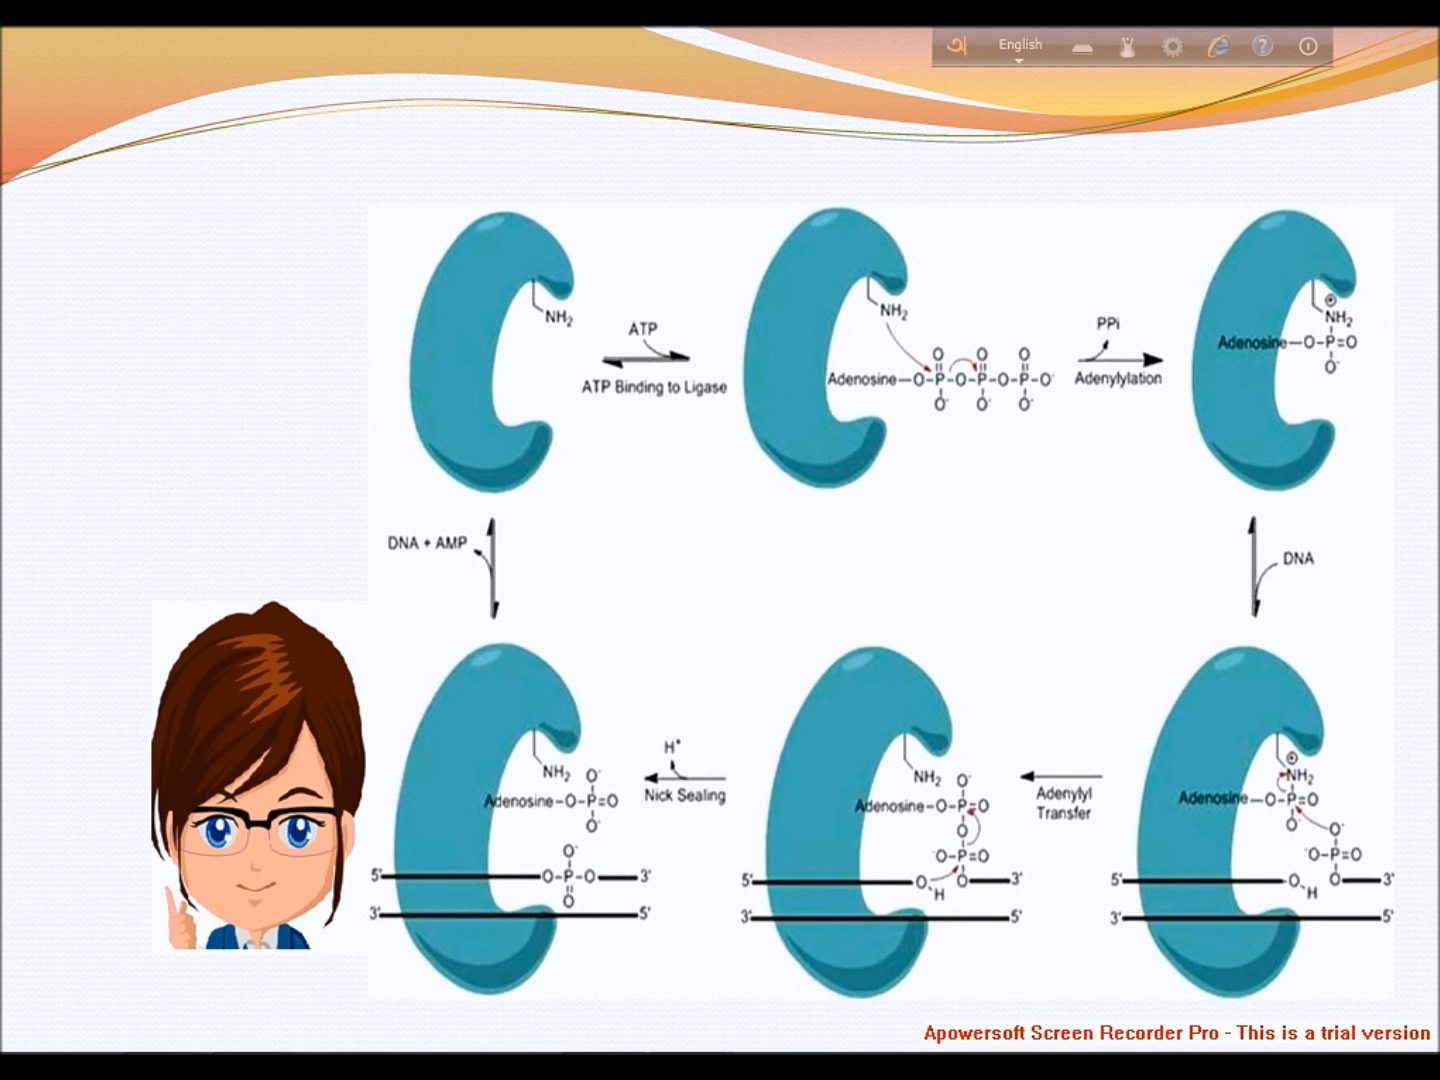 English
NH2
ATP
ATP Binding to Ligase
NH2
Adenosine—O-P-O-P-O-P-O-
O O O
O- O- O-
PPi
Adenylylation
⊕
NH2
Adenosine—O-P=O
O-
DNA + AMP
DNA
NH2
O-
Adenosine-O-P=O
O-
O-
5' O-P-O 3'
O
3' 5'
H+
Nick Sealing
NH2
O-
Adenosine-O-P=O
O
-O-P=O
5' O H O 3'
3' 5'
Adenylyl
Transfer
⊕
NH2
Adenosine—O-P=O
O-
O-
-O-P=O
5' O H O 3'
3' 5'
Apowersoft Screen Recorder Pro - This is a trial version